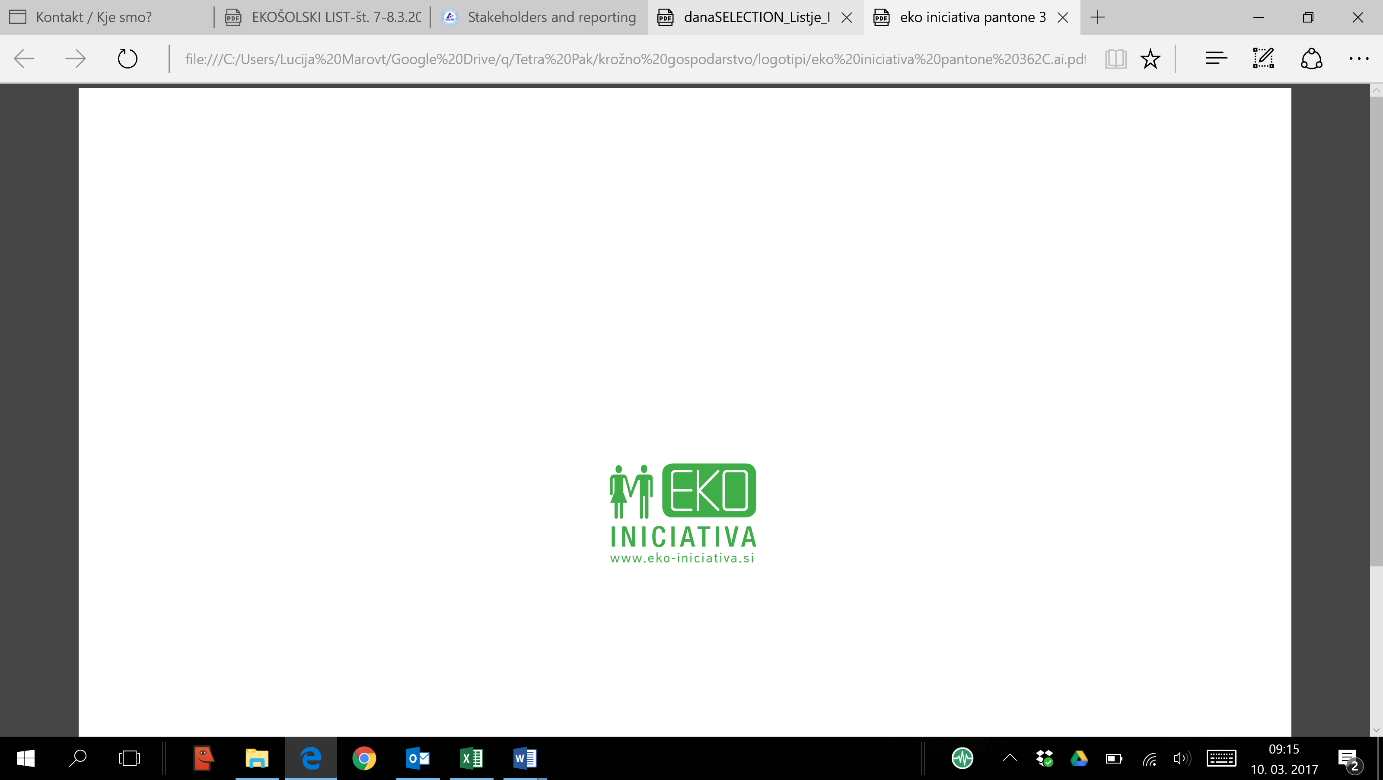 Kontakt / Kje smo?
EKOŠOLSKI LIST-št. 7-8.3.20
Stakeholders and reporting
danaSELECTION_Listje_
eko iniciativa pantone 3
file:///C:/Users/Lucija%20Marovt/Google%20Drive/q/Tetra%20Pak/krožno%20gospodarstvo/logotipi/eko%20iniciativa%20pantone%20362C.ai.pdf
EKO
INICIATIVA
www.eko-iniciativa.si
09:15
10. 03. 2017
2